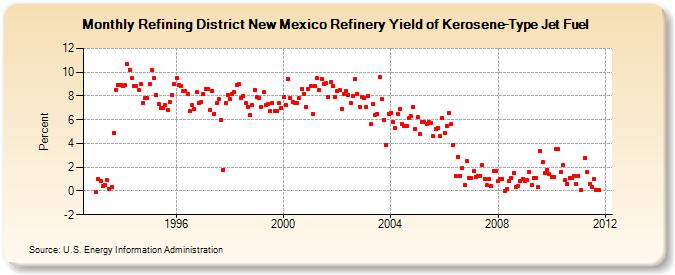 Monthly Refining District New Mexico Refinery Yield of Kerosene-Type Jet Fuel
Percent
12
10
8
6
4
2
0
-2
1996 2000 2004 2008 2012
Source: U.S. Energy Information Administration